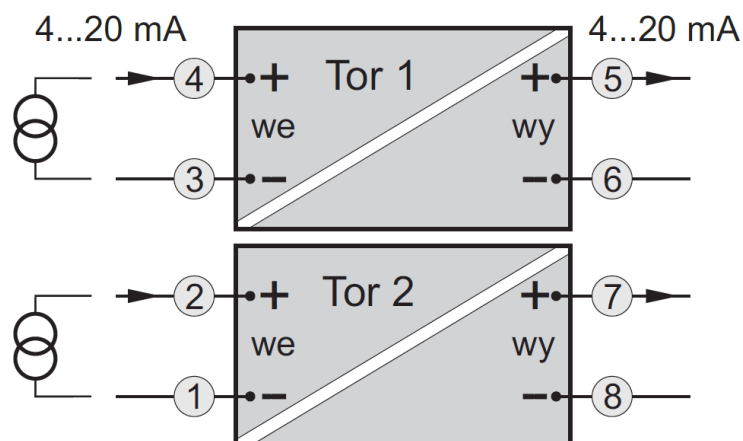 4...20 mA
4...20 mA
4 + Tor 1 + 5
we wy
3 − − 6
2 + Tor 2 + 7
we wy
1 − − 8